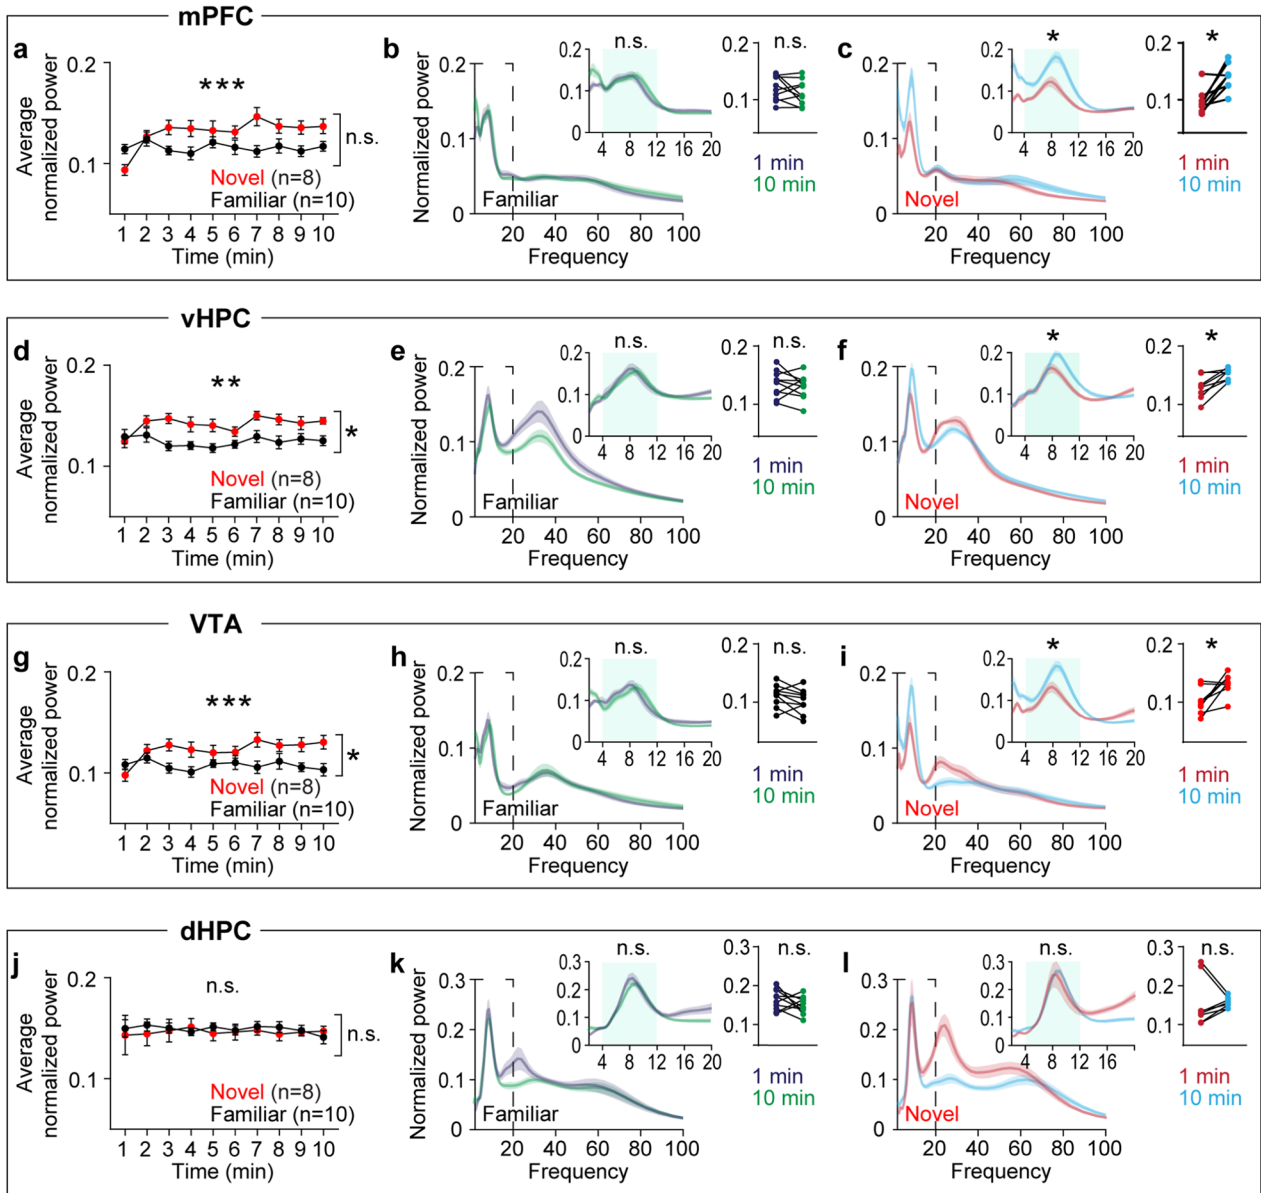 mPFC
a
Average
normalized power
0.2
0.1
***
n.s.
Novel (n=8)
Familiar (n=10)
1 2 3 4 5 6 7 8 9 10
Time (min)
b
Normalized power
0.2
0.1
0
Familiar
20 40 60 80 100
Frequency
n.s.
0.2
0.1
0
4 8 12 16 20
0.2
n.s.
0.1
1 min
10 min
c
0.2
0.1
0
Novel
20 40 60 80 100
Frequency
*
0.2
0.1
0
4 8 12 16 20
0.2
*
0.1
1 min
10 min
vHPC
d
Average
normalized power
0.2
0.1
**
*
Novel (n=8)
Familiar (n=10)
1 2 3 4 5 6 7 8 9 10
Time (min)
e
Normalized power
0.2
0.1
0
Familiar
20 40 60 80 100
Frequency
n.s.
0.2
0.1
0
4 8 12 16 20
0.2
n.s.
0.1
1 min
10 min
f
0.2
0.1
0
Novel
20 40 60 80 100
Frequency
*
0.2
0.1
0
4 8 12 16 20
0.2
*
0.1
1 min
10 min
VTA
g
Average
normalized power
0.2
0.1
***
*
Novel (n=8)
Familiar (n=10)
1 2 3 4 5 6 7 8 9 10
Time (min)
h
Normalized power
0.2
0.1
0
Familiar
20 40 60 80 100
Frequency
n.s.
0.2
0.1
0
4 8 12 16 20
0.2
n.s.
0.1
1 min
10 min
i
0.2
0.1
0
Novel
20 40 60 80 100
Frequency
*
0.2
0.1
0
4 8 12 16 20
0.2
*
0.1
1 min
10 min
dHPC
j
Average
normalized power
0.2
0.1
n.s.
n.s.
Novel (n=8)
Familiar (n=10)
1 2 3 4 5 6 7 8 9 10
Time (min)
k
Normalized power
0.3
0.2
0.1
0
Familiar
20 40 60 80 100
Frequency
n.s.
0.3
0.2
0.1
0
4 8 12 16 20
0.3
n.s.
0.2
0.1
1 min
10 min
l
0.3
0.2
0.1
0
Novel
20 40 60 80 100
Frequency
n.s.
0.3
0.2
0.1
0
4 8 12 16
0.3
n.s.
0.2
0.1
1 min
10 min